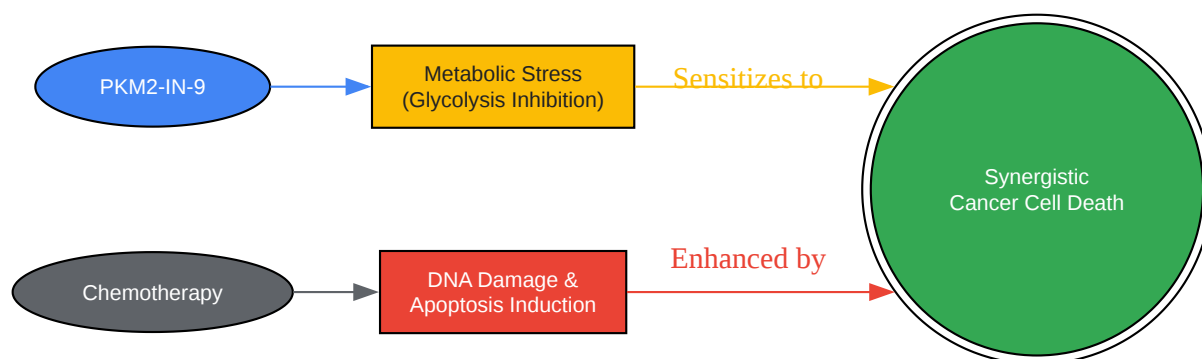 PKM2-IN-9
Metabolic Stress
(Glycolysis Inhibition)
Sensitizes to
Synergistic
Cancer Cell Death
Chemotherapy
DNA Damage &
Apoptosis Induction
Enhanced by